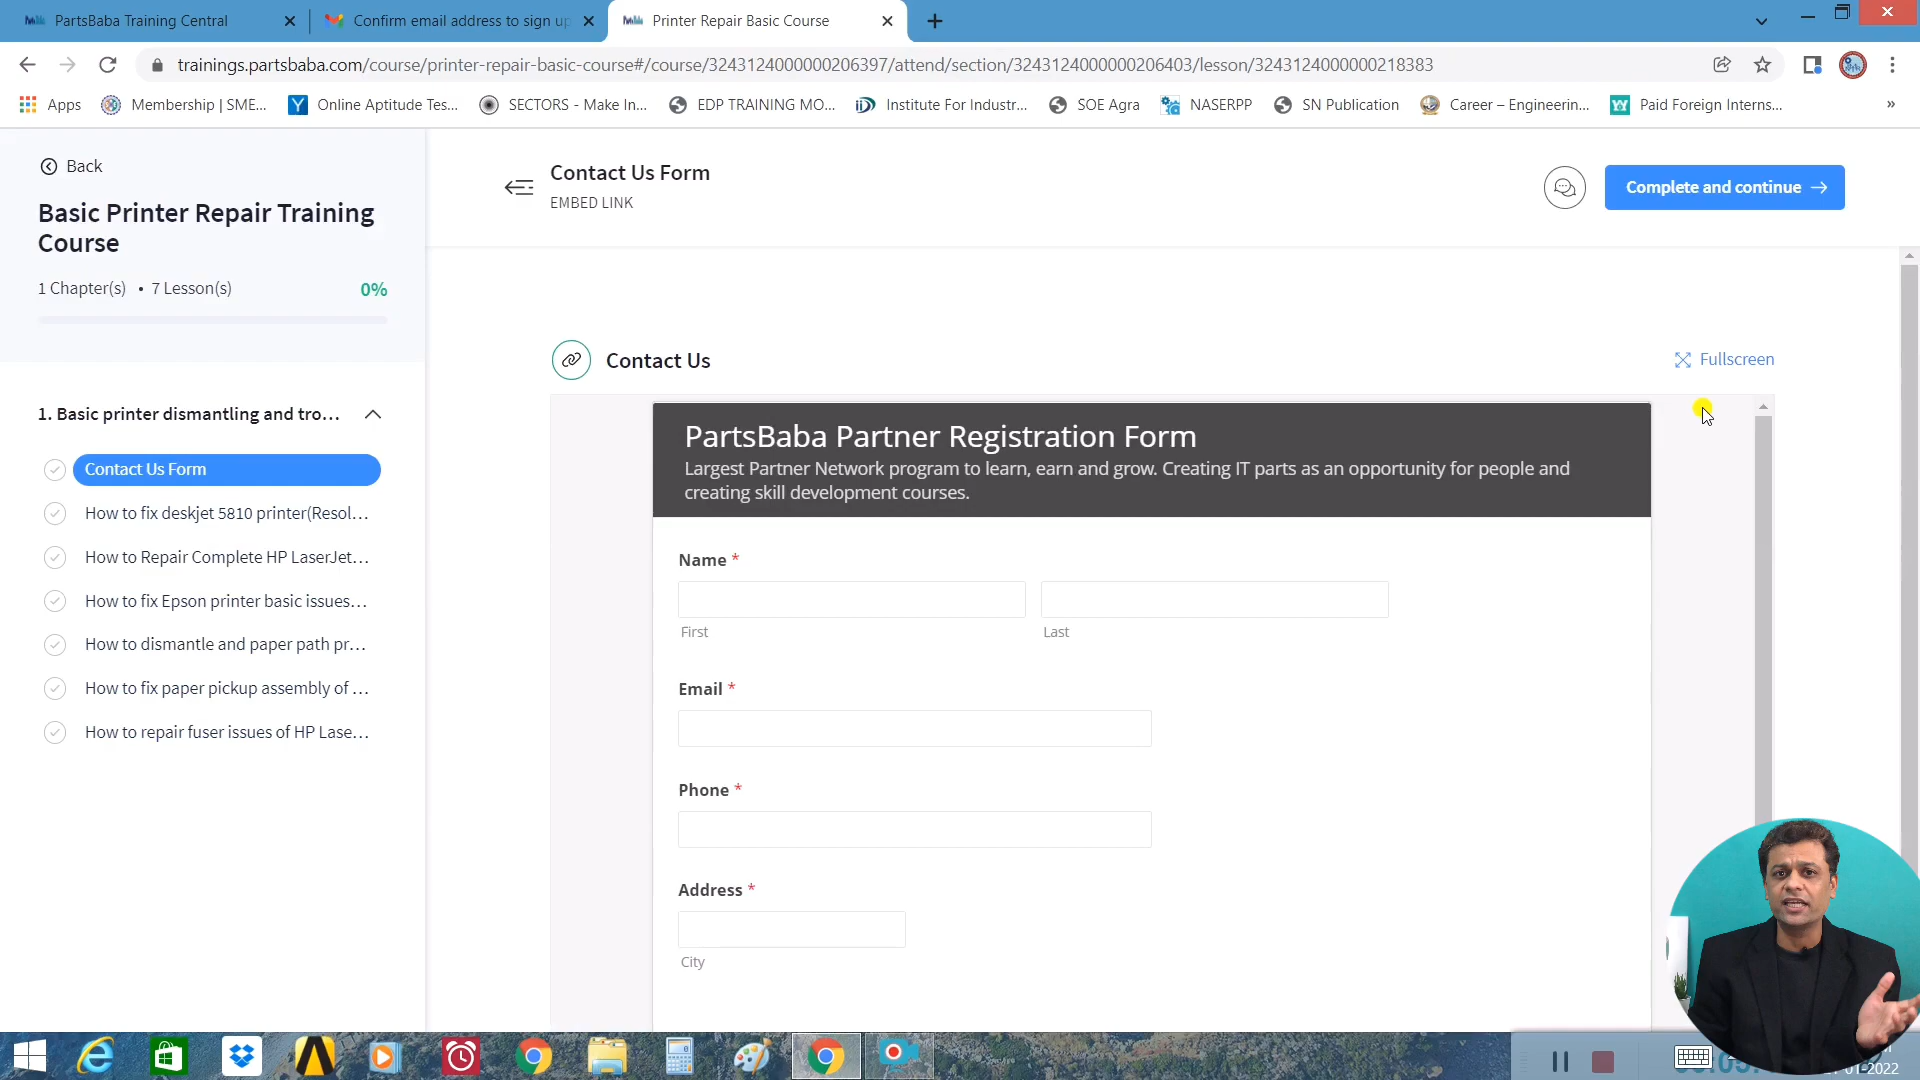 PartsBaba Training Central
Confirm email address to sign up
Printer Repair Basic Course
trainings.partsbaba.com/course/printer-repair-basic-course#/course/3243124000000206397/attend/section/3243124000000206403/lesson/3243124000000218383
Apps
Membership | SME...
Online Aptitude Tes...
SECTORS - Make In...
EDP TRAINING MO...
Institute For Industr...
SOE Agra
NASERPP
SN Publication
Career – Engineerin...
Paid Foreign Interns...
»
Back
Basic Printer Repair Training
Course
1 Chapter(s) • 7 Lesson(s)
0%
1. Basic printer dismantling and tro...
Contact Us Form
How to fix deskjet 5810 printer(Resol...
How to Repair Complete HP LaserJet...
How to fix Epson printer basic issues...
How to dismantle and paper path pr...
How to fix paper pickup assembly of ...
How to repair fuser issues of HP Lase...
Contact Us Form
EMBED LINK
Complete and continue
Contact Us
Fullscreen
PartsBaba Partner Registration Form
Largest Partner Network program to learn, earn and grow. Creating IT parts as an opportunity for people and
creating skill development courses.
Name *
First
Last
Email *
Phone *
Address *
City